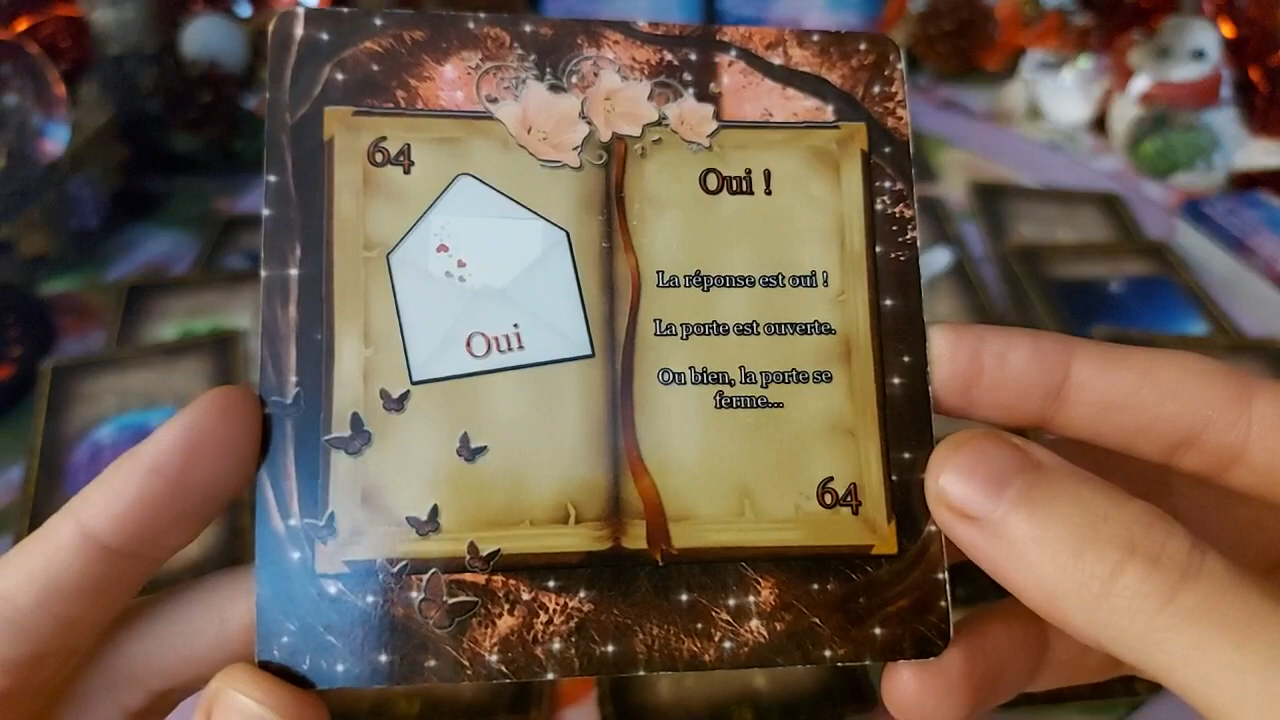 64
Oui
Oui !
La réponse est oui !
La porte est ouverte.
Ou bien, la porte se
ferme...
64